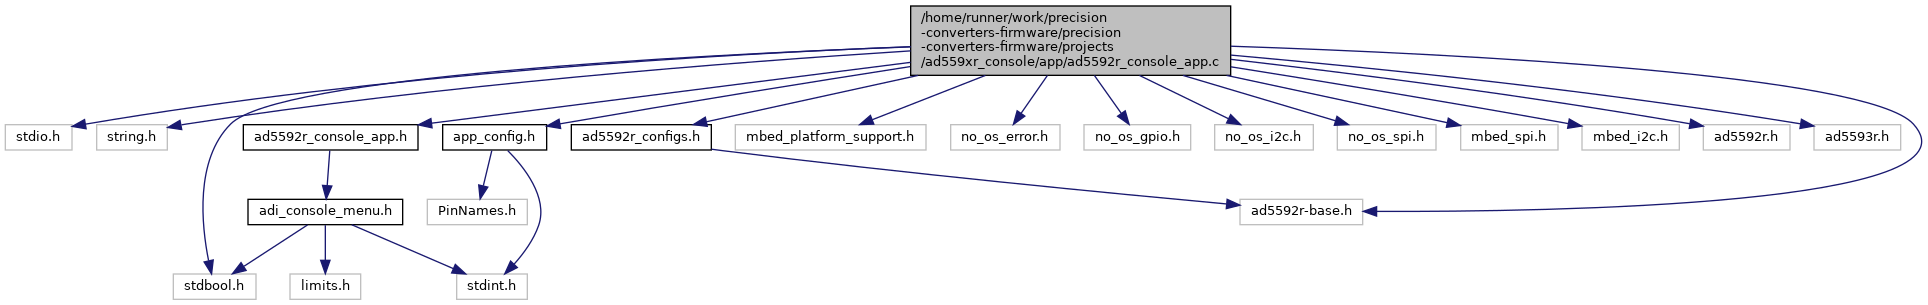 /home/runner/work/precision
-converters-firmware/precision
-converters-firmware/projects
/ad559xr_console/app/ad5592r_console_app.c
stdio.h
string.h
ad5592r_console_app.h
app_config.h
ad5592r_configs.h
mbed_platform_support.h
no_os_error.h
no_os_gpio.h
no_os_i2c.h
no_os_spi.h
mbed_spi.h
mbed_i2c.h
ad5592r.h
ad5593r.h
adi_console_menu.h
PinNames.h
ad5592r-base.h
stdbool.h
limits.h
stdint.h